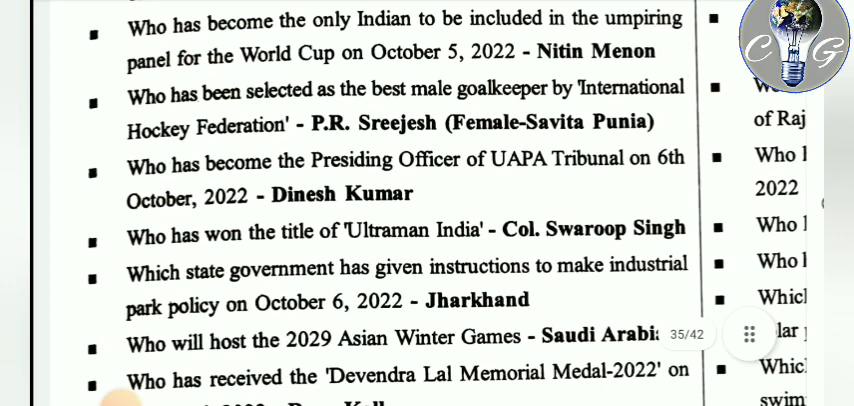 Who has become the only Indian to be included in the umpiring
panel for the World Cup on October 5, 2022 - Nitin Menon
Who has been selected as the best male goalkeeper by 'International
Hockey Federation' - P.R. Sreejesh (Female-Savita Punia)
Who has become the Presiding Officer of UAPA Tribunal on 6th
October, 2022 - Dinesh Kumar
Who has won the title of 'Ultraman India' - Col. Swaroop Singh
Which state government has given instructions to make industrial
park policy on October 6, 2022 - Jharkhand
Who will host the 2029 Asian Winter Games - Saudi Arabi
Who has received the 'Devendra Lal Memorial Medal-2022' on
C G
of Raj
Who
2022
Who
Who
35/42
swim